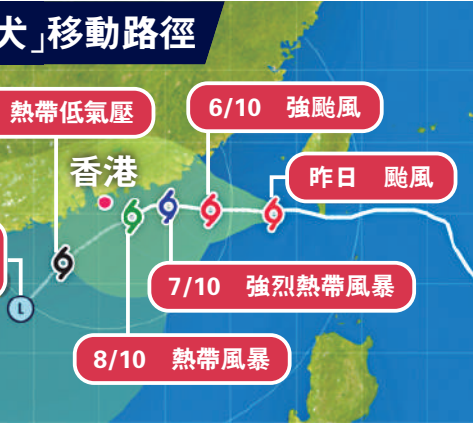 犬」移動路徑
熱帶低氣壓
6/10 強颱風
香港
昨日 颱風
7/10 強烈熱帶風暴
L
8/10 熱帶風暴